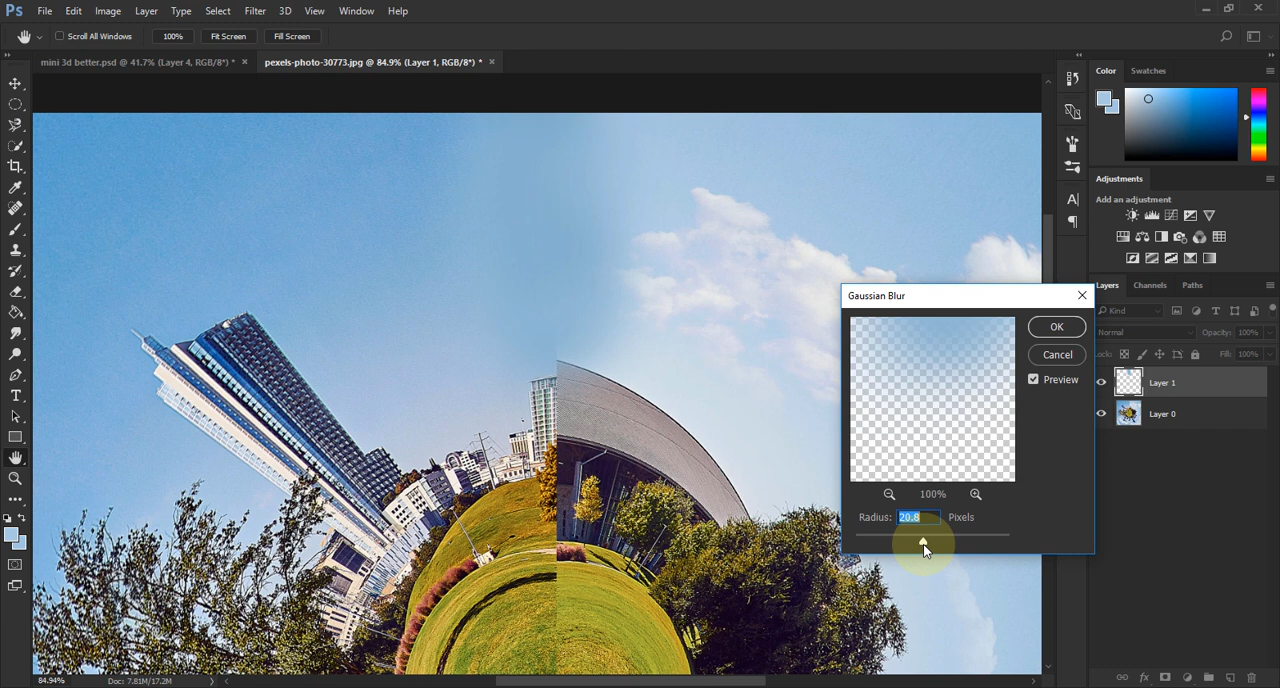 Ps File Edit Image Layer Type Select Filter 3D View Window Help
Scroll All Windows 100% Fit Screen Fill Screen
mini 3d better.psd @ 41.7% (Layer 4, RGB/8*) * × pexels-photo-30773.jpg @ 84.9% (Layer 1, RGB/8*) * ×
Color Swatches
Adjustments
Add an adjustment
Layers Channels Paths
Kind
Normal Opacity: 100%
Lock: Fill: 100%
Layer 1
Layer 0
Gaussian Blur
OK
Cancel
Preview
100%
Radius: 20.8 Pixels
84.94% Doc: 7.81M/17.2M